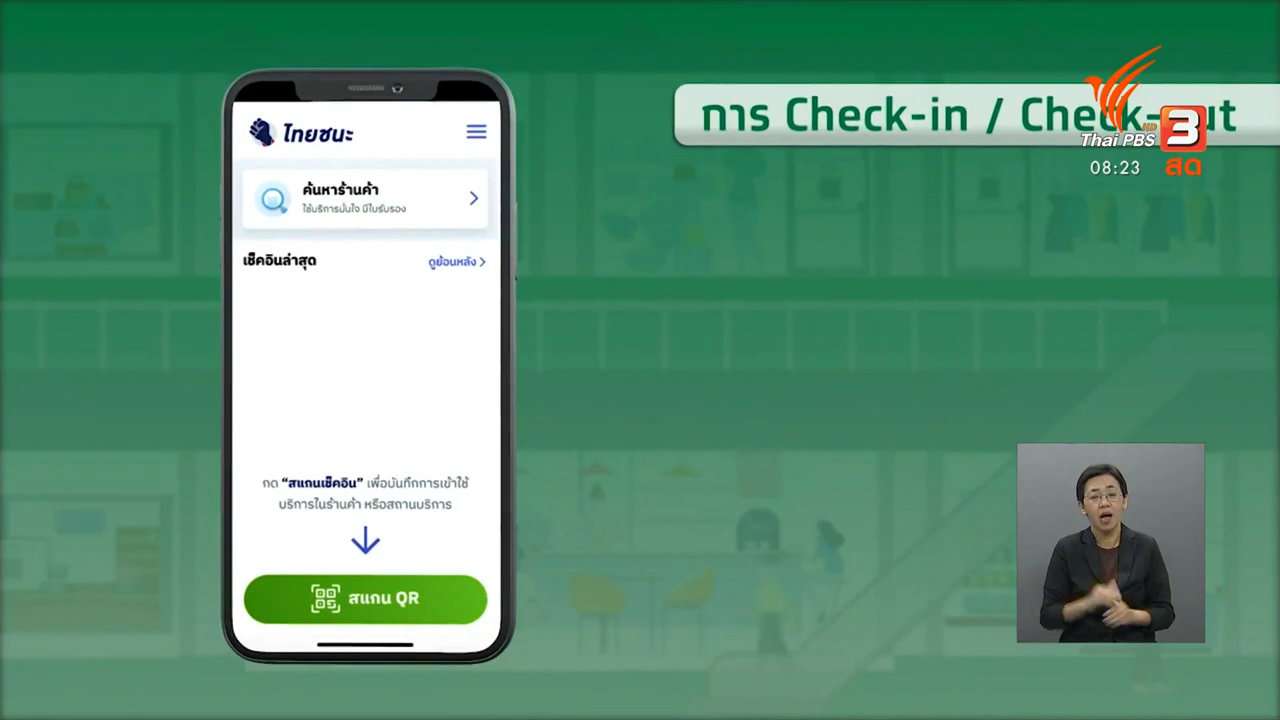 การ Check-in / Check-out
Thai PBS HD 3
08:23 สด
ไทยชนะ
ค้นหาร้านค้า
ใช้บริการมั่นใจ มีใบรับรอง
เช็คอินล่าสุด ดูย้อนหลัง
กด “สแกนเช็คอิน” เพื่อบันทึกการเข้าใช้
บริการในร้านค้า หรือสถานบริการ
สแกน QR